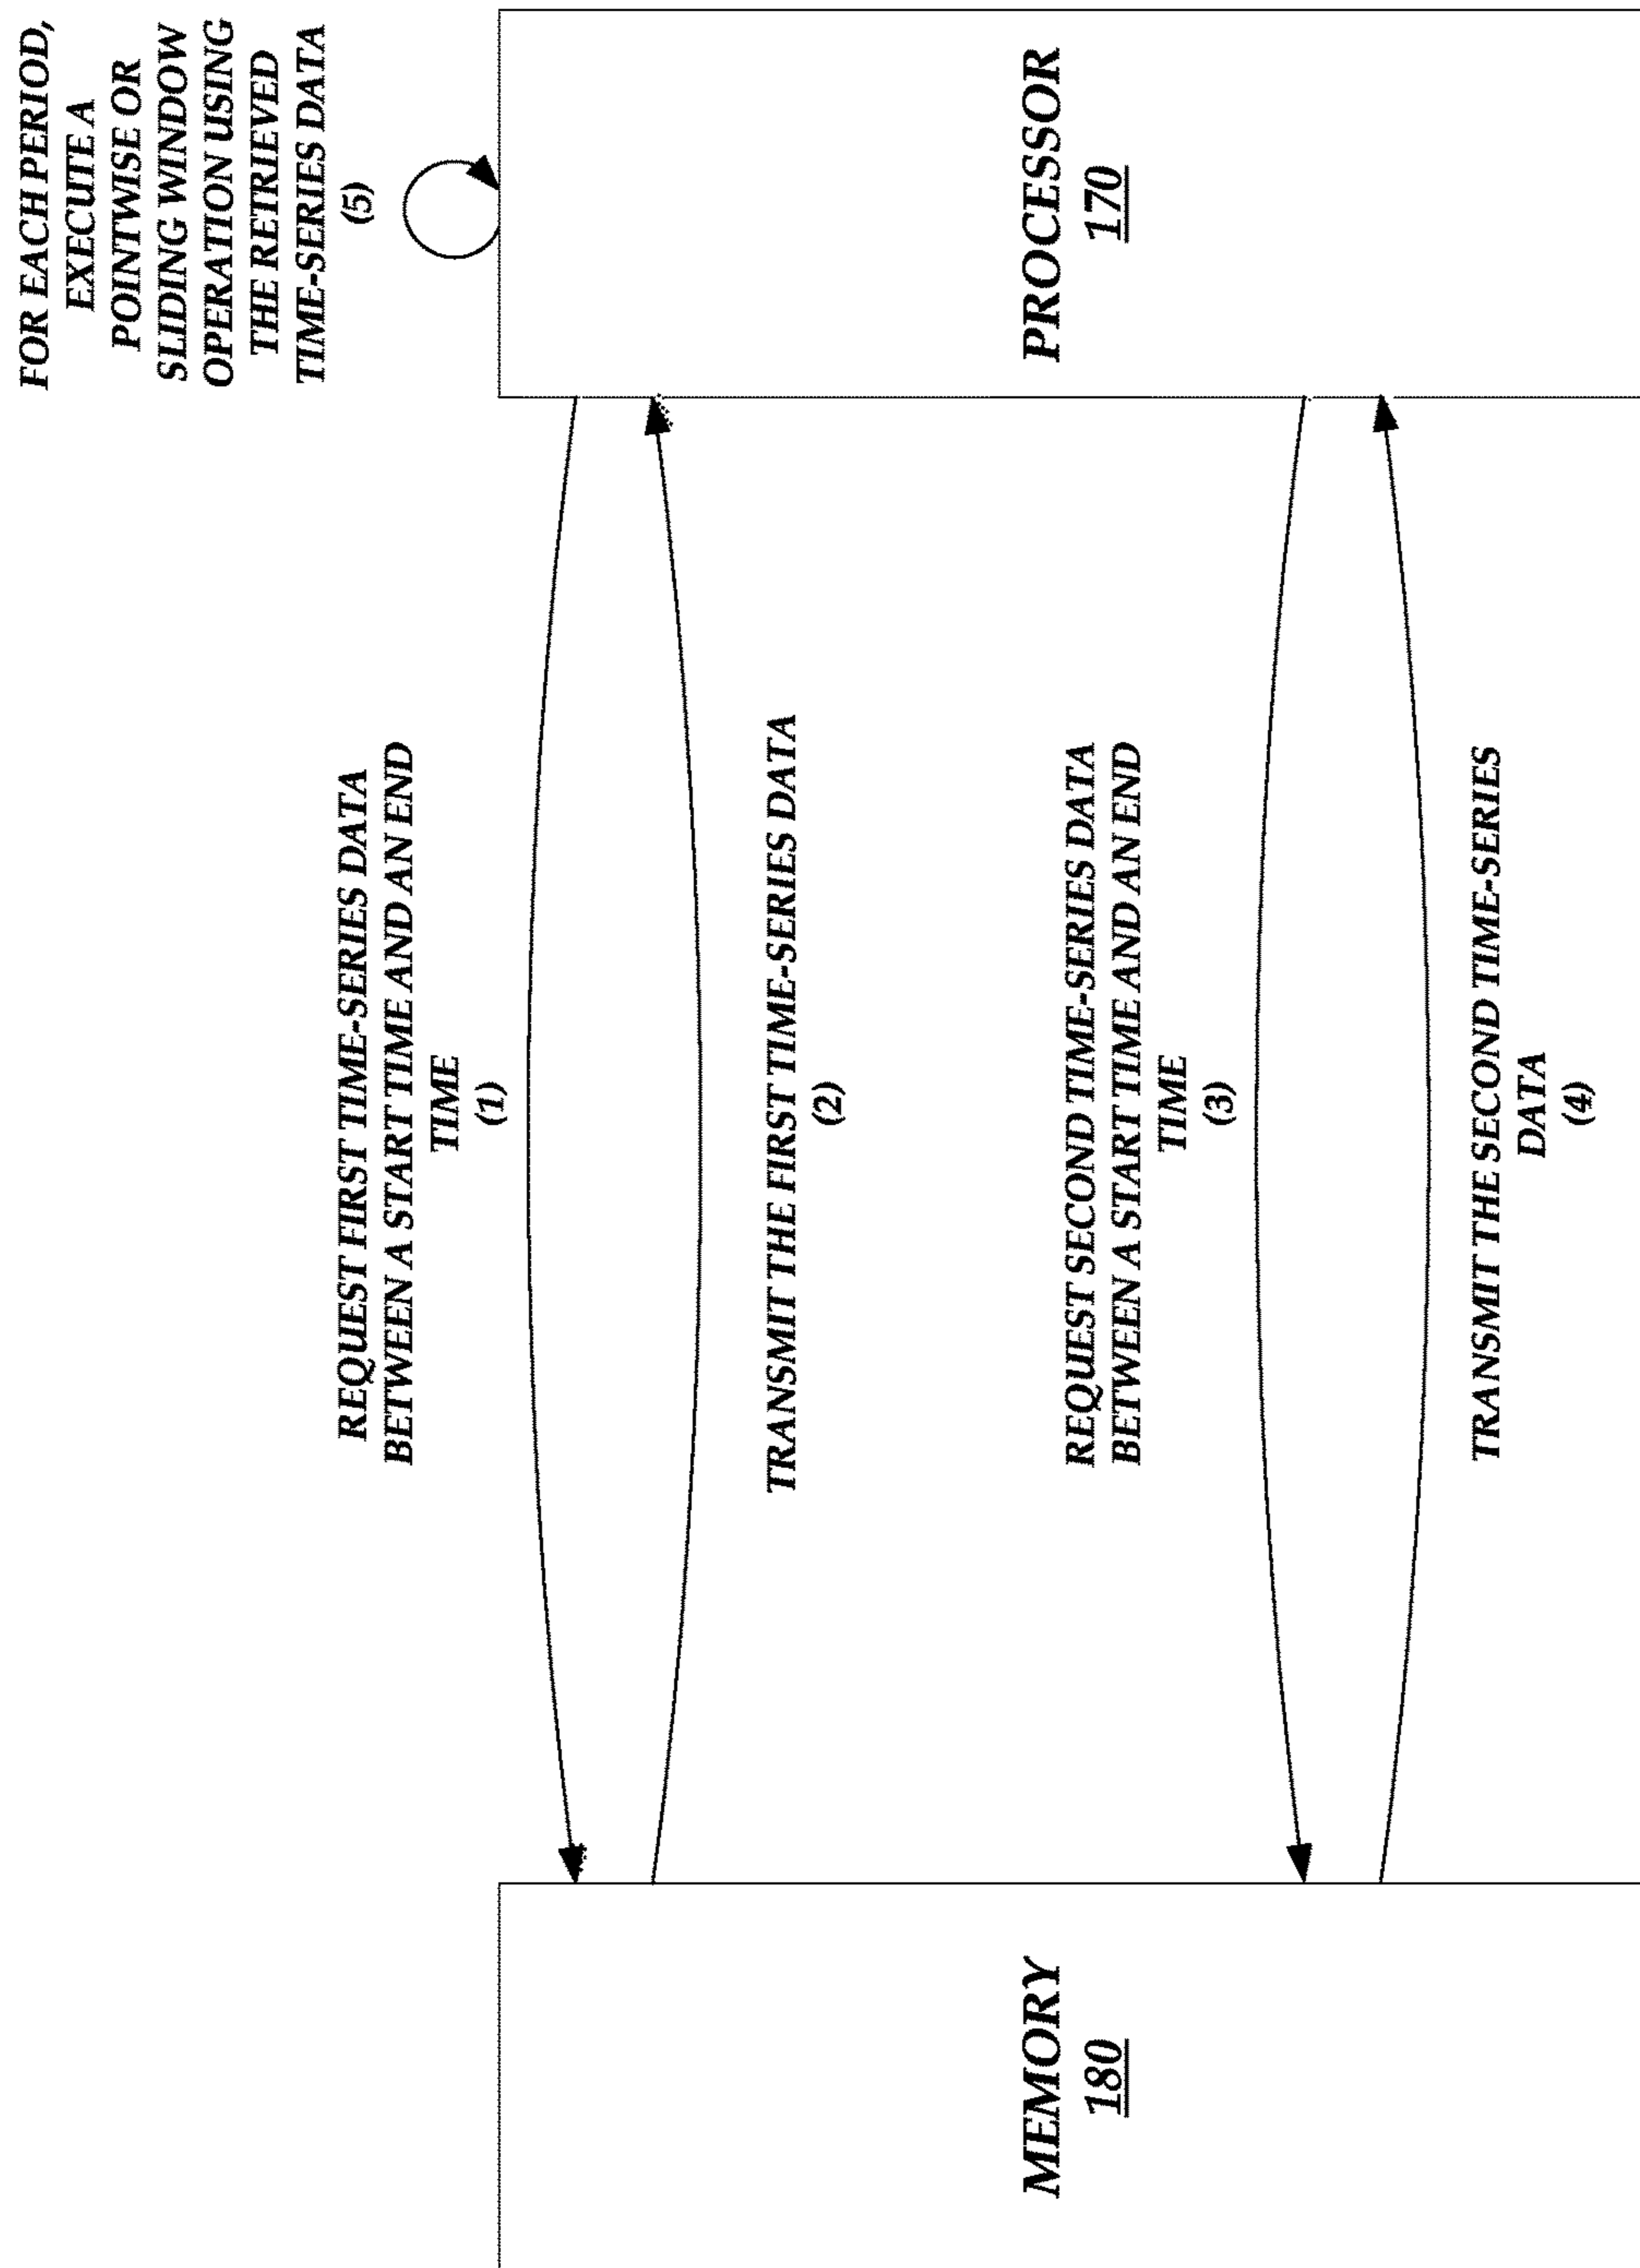 FOR EACH PERIOD,
EXECUTE A
POINTWISE OR
SLIDING WINDOW
OPERATION USING
THE RETRIEVED
TIME-SERIES DATA
(5)
REQUEST FIRST TIME-SERIES DATA
BETWEEN A START TIME AND AN END
TIME
(1)
TRANSMIT THE FIRST TIME-SERIES DATA
(2)
MEMORY
180
PROCESSOR
170
REQUEST SECOND TIME-SERIES DATA
BETWEEN A START TIME AND AN END
TIME
(3)
TRANSMIT THE SECOND TIME-SERIES
DATA
(4)